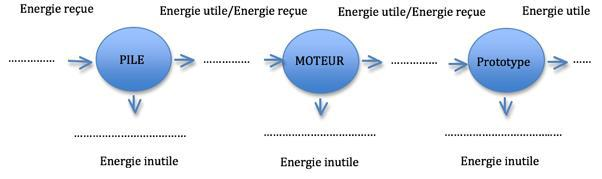 Energie reçue
Energie utile/Energie reçue
Energie utile/Energie reçue
Energie utile
.............. PILE .............. MOTEUR .............. Prototype ......
.................................. .................................. ..................................
Energie inutile
Energie inutile
Energie inutile